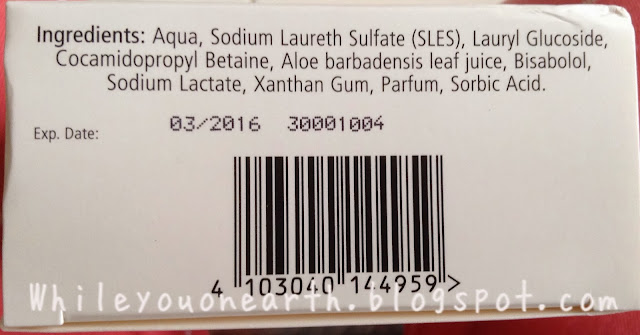 Ingredients: Aqua, Sodium Laureth Sulfate (SLES), Lauryl Glucoside,
Cocamidopropyl Betaine, Aloe barbadensis leaf juice, Bisabolol,
Sodium Lactate, Xanthan Gum, Parfum, Sorbic Acid.
Exp. Date: 03/2016 30001004
4 103040 144959 >
Whileyouonearth.blogspot.com